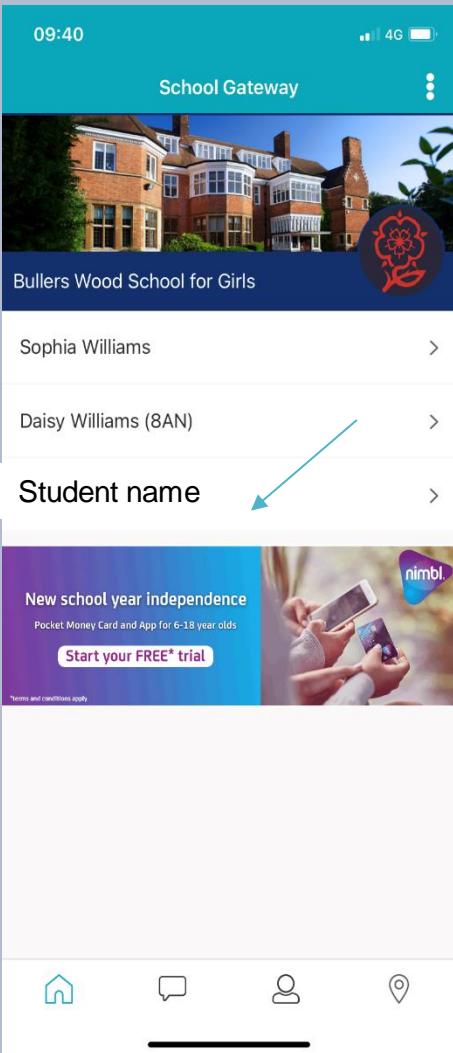 09:40 4G
School Gateway
Bullers Wood School for Girls
Sophia Williams
Daisy Williams (8AN)
Student name
nimbl.
New school year independence
Pocket Money Card and App for 6-18 year olds
Start your FREE* trial
*terms and conditions apply